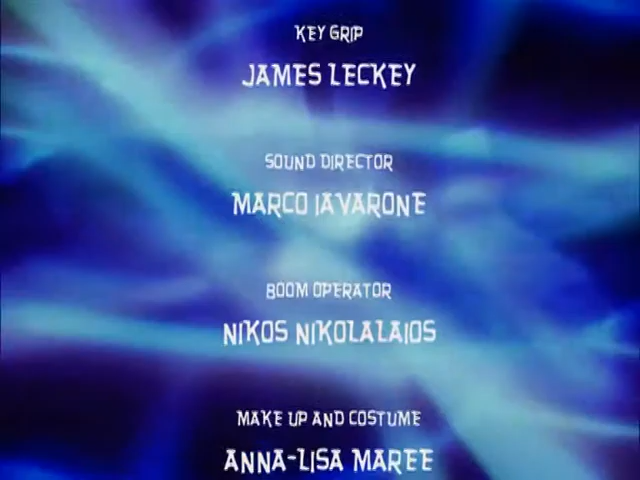 KEY GRIP
JAMES LECKEY
SOUND DIRECTOR
MARCO IAVARONE
BOOM OPERATOR
NIKOS NIKOLALAIOS
MAKE UP AND COSTUME
ANNA-LISA MAREE